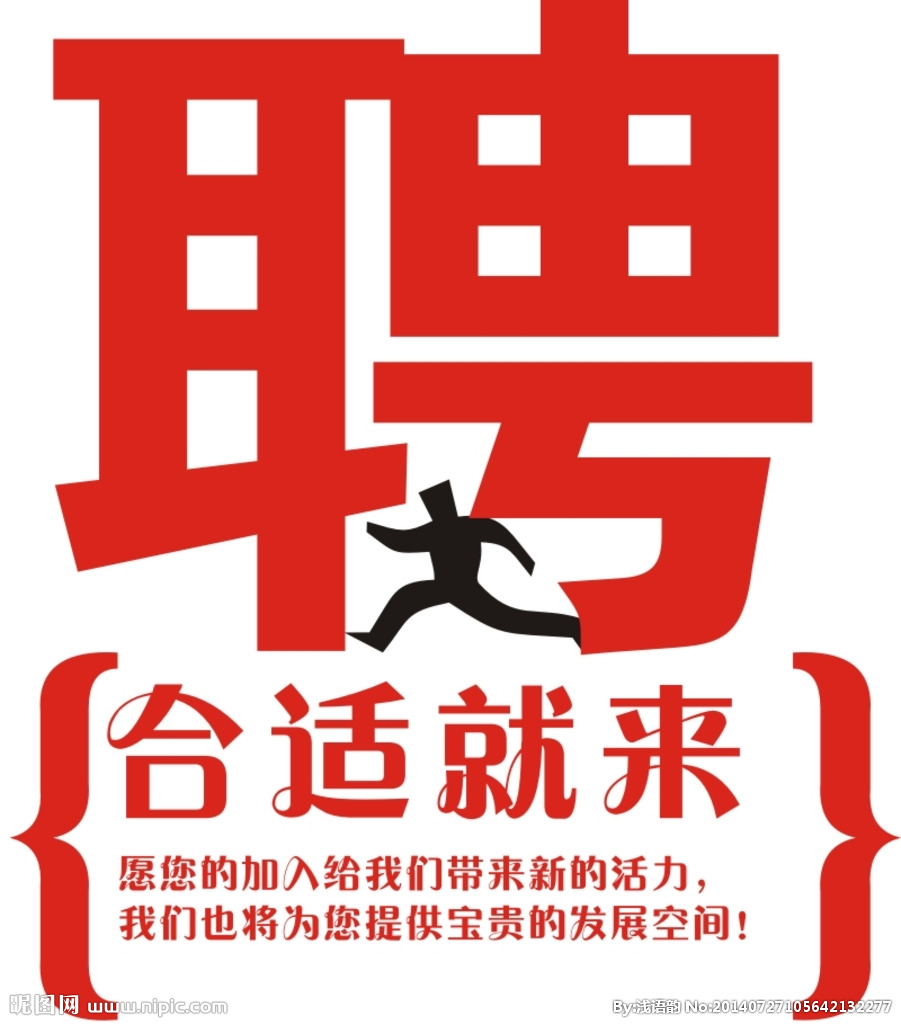 聘
合适就来
愿您的加入给我们带来新的活力，
我们也将为您提供宝贵的发展空间！
昵图网 www.nipic.com
By:浅语韵 No:20140727105642132277